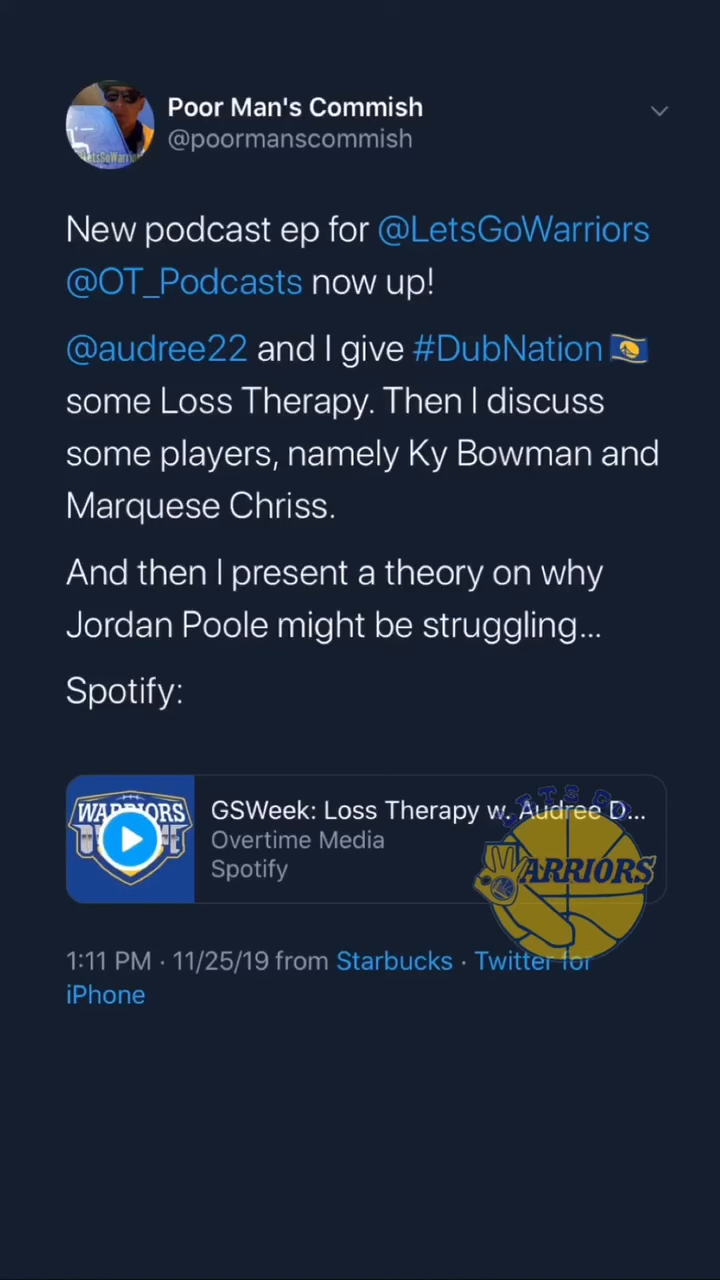 Poor Man's Commish
@poormanscommish
New podcast ep for @LetsGoWarriors
@OT_Podcasts now up!
@audree22 and I give #DubNation
some Loss Therapy. Then I discuss
some players, namely Ky Bowman and
Marquese Chriss.
And then I present a theory on why
Jordan Poole might be struggling...
Spotify:
WARRIORS
GSWeek: Loss Therapy w. Audree D...
Overtime Media
Spotify
LETS GO
WARRIORS
1:11 PM · 11/25/19 from Starbucks · Twitter for
iPhone